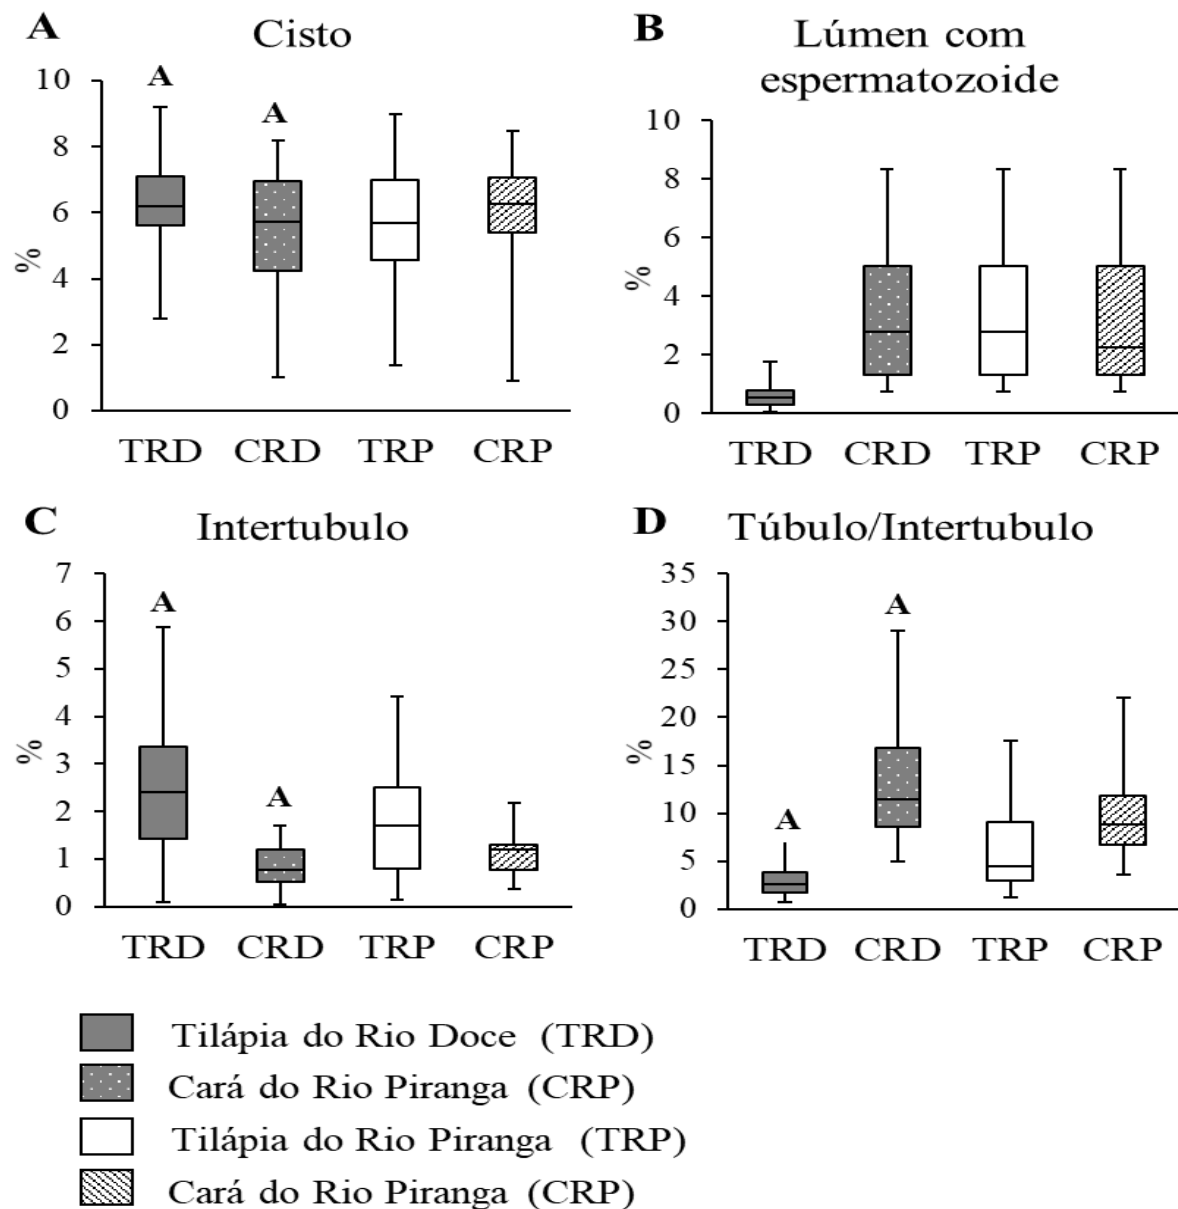 A
Cisto
A
A
10
8
6
4
2
0
%
TRD CRD TRP CRP
B
Lúmen com
espermatozoide
10
8
6
4
2
0
%
TRD CRD TRP CRP
C
Intertubulo
A
A
7
6
5
4
3
2
1
0
%
TRD CRD TRP CRP
D
Túbulo/Intertubulo
A
A
35
30
25
20
15
10
5
0
%
TRD CRD TRP CRP
Tilápia do Rio Doce (TRD)
Cará do Rio Piranga (CRP)
Tilápia do Rio Piranga (TRP)
Cará do Rio Piranga (CRP)